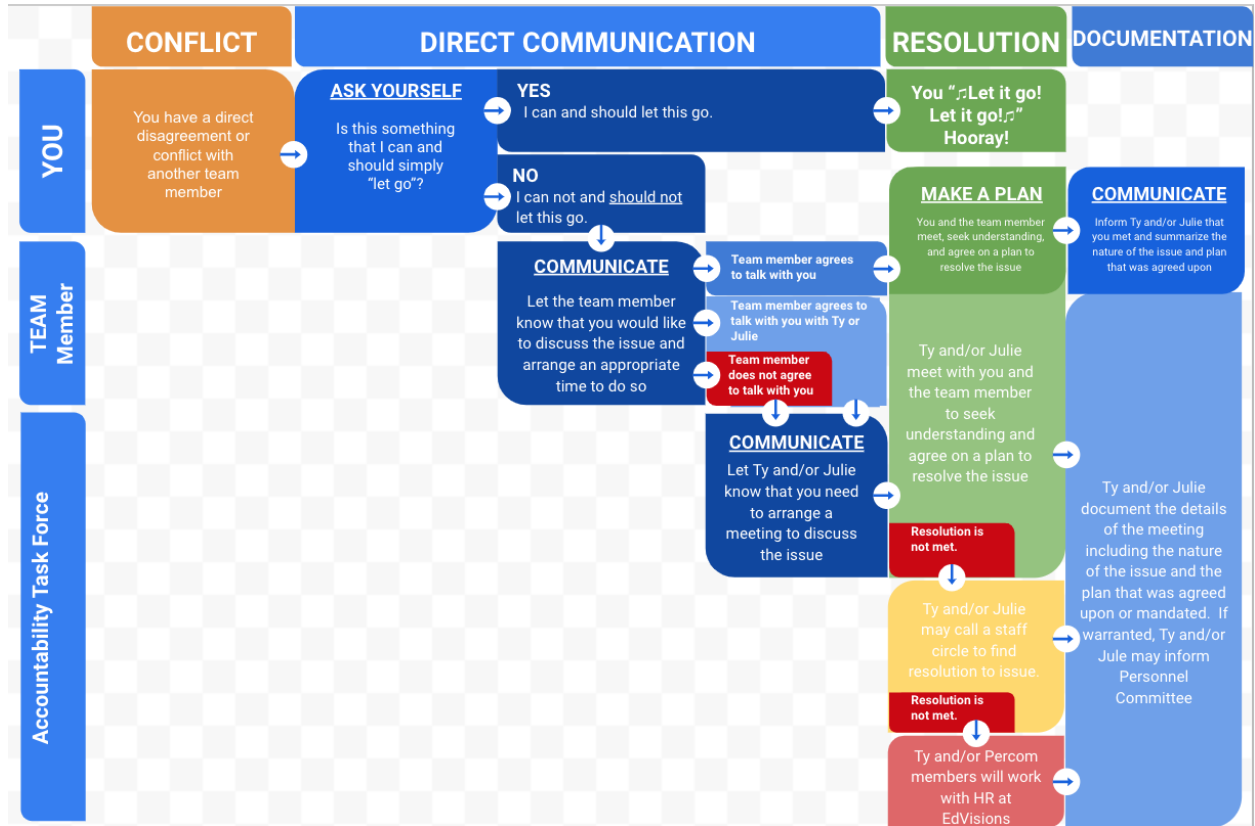 CONFLICT
DIRECT COMMUNICATION
RESOLUTION
DOCUMENTATION
YOU
You have a direct
disagreement or
conflict with
another team
member
ASK YOURSELF
Is this something
that I can and
should simply
“let go”?
YES
I can and should let this go.
You “♫Let it go!
Let it go!♫”
Hooray!
NO
I can not and should not
let this go.
MAKE A PLAN
You and the team member
meet, seek understanding,
and agree on a plan to
resolve the issue
COMMUNICATE
Inform Ty and/or Julie that
you met and summarize the
nature of the issue and plan
that was agreed upon
TEAM
Member
COMMUNICATE
Let the team member
know that you would like
to discuss the issue and
arrange an appropriate
time to do so
Team member agrees
to talk with you
Team member agrees to
talk with you with Ty or
Julie
Team member
does not agree
to talk with you
Ty and/or Julie
meet with you and
the team member
to seek
understanding and
agree on a plan to
resolve the issue
Accountability Task Force
COMMUNICATE
Let Ty and/or Julie
know that you need
to arrange a
meeting to discuss
the issue
Resolution is
not met.
Ty and/or Julie
may call a staff
circle to find
resolution to issue.
Resolution is
not met.
Ty and/or Percom
members will work
with HR at
EdVisions
Ty and/or Julie
document the details
of the meeting
including the nature
of the issue and the
plan that was agreed
upon or mandated. If
warranted, Ty and/or
Jule may inform
Personnel
Committee